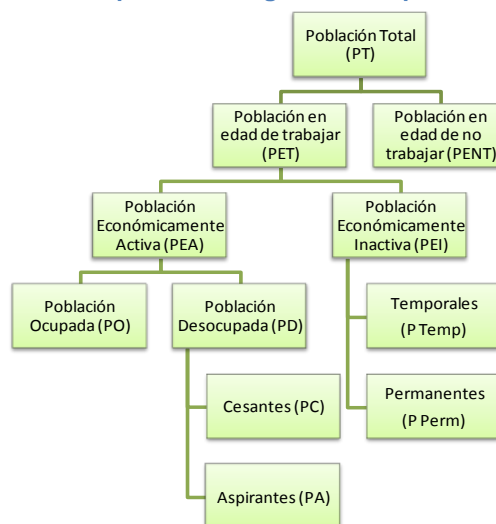 Población Total
(PT)
Población en
edad de trabajar
(PET)
Población en
edad de no
trabajar (PENT)
Población
Económicamente
Activa (PEA)
Población
Económicamente
Inactiva (PEI)
Población
Ocupada (PO)
Población
Desocupada (PD)
Temporales
(P Temp)
Cesantes (PC)
Permanentes
(P Perm)
Aspirantes (PA)